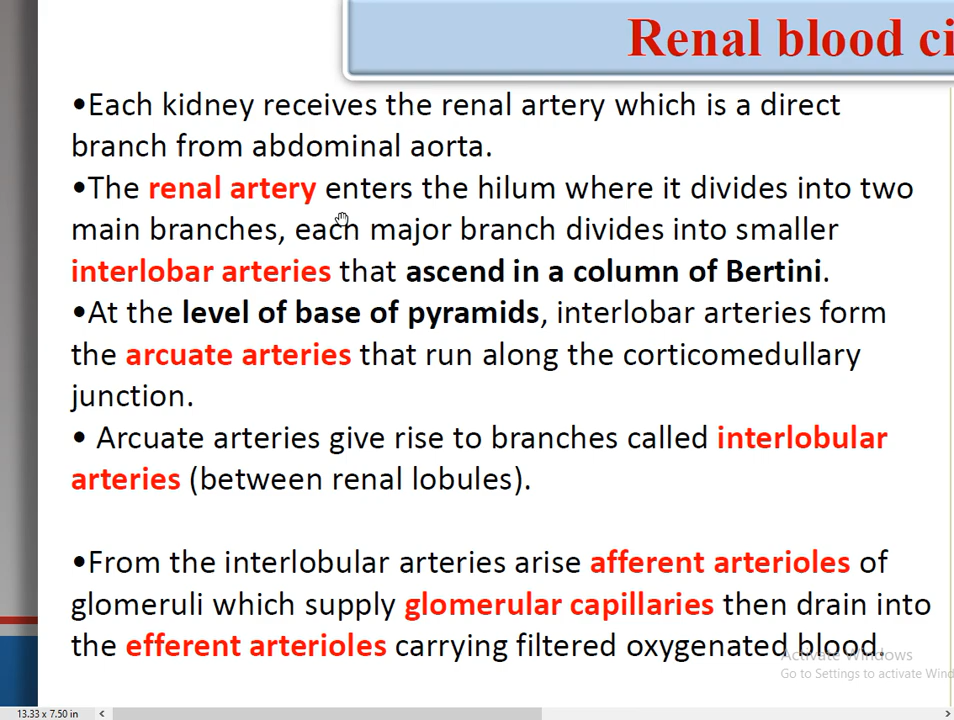 Renal blood ci
•Each kidney receives the renal artery which is a direct
branch from abdominal aorta.
•The renal artery enters the hilum where it divides into two
main branches, each major branch divides into smaller
interlobar arteries that ascend in a column of Bertini.
•At the level of base of pyramids, interlobar arteries form
the arcuate arteries that run along the corticomedullary
junction.
• Arcuate arteries give rise to branches called interlobular
arteries (between renal lobules).
•From the interlobular arteries arise afferent arterioles of
glomeruli which supply glomerular capillaries then drain into
the efferent arterioles carrying filtered oxygenated blood.
Activate Windows
Go to Settings to activate Wind
13.33 x 7.50 in